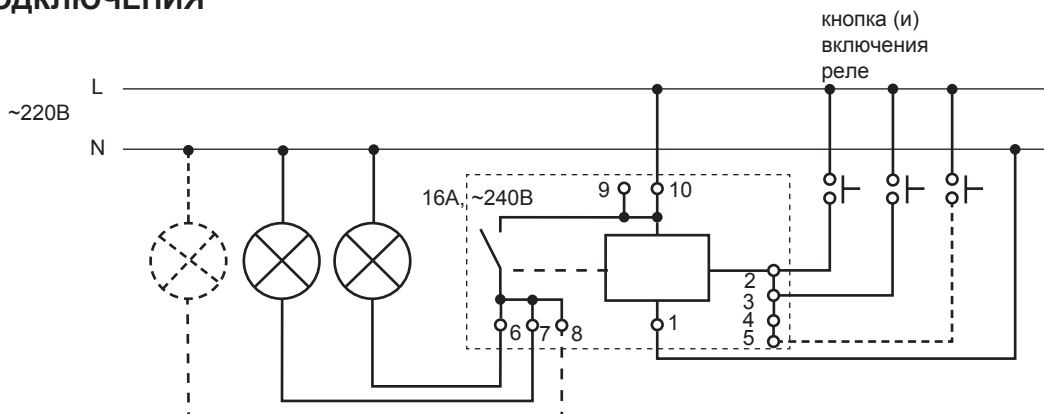 ОДКЛЮЧЕНИЯ
кнопка (и)
включения
реле
L
~220В
N
16А, ~240В
9
10
2
3
4
5
6
7
8
1